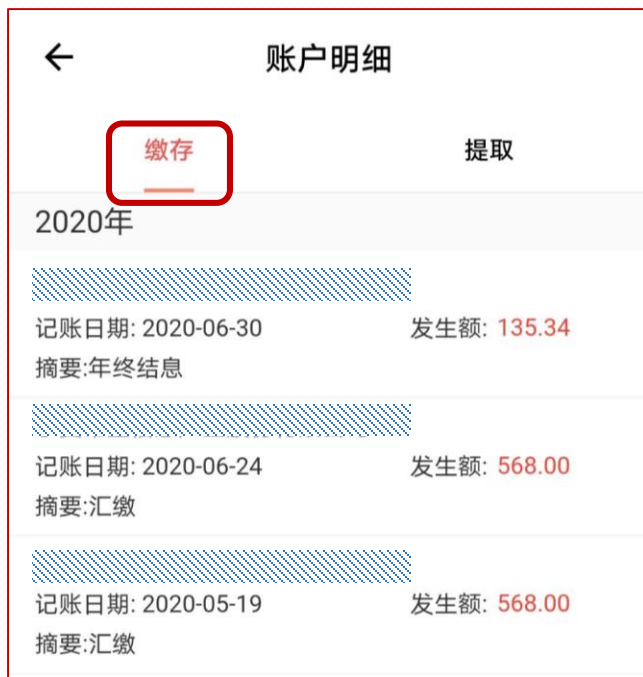 账户明细
缴存 提取
2020年
记账日期: 2020-06-30 发生额: 135.34
摘要:年终结息
记账日期: 2020-06-24 发生额: 568.00
摘要:汇缴
记账日期: 2020-05-19 发生额: 568.00
摘要:汇缴